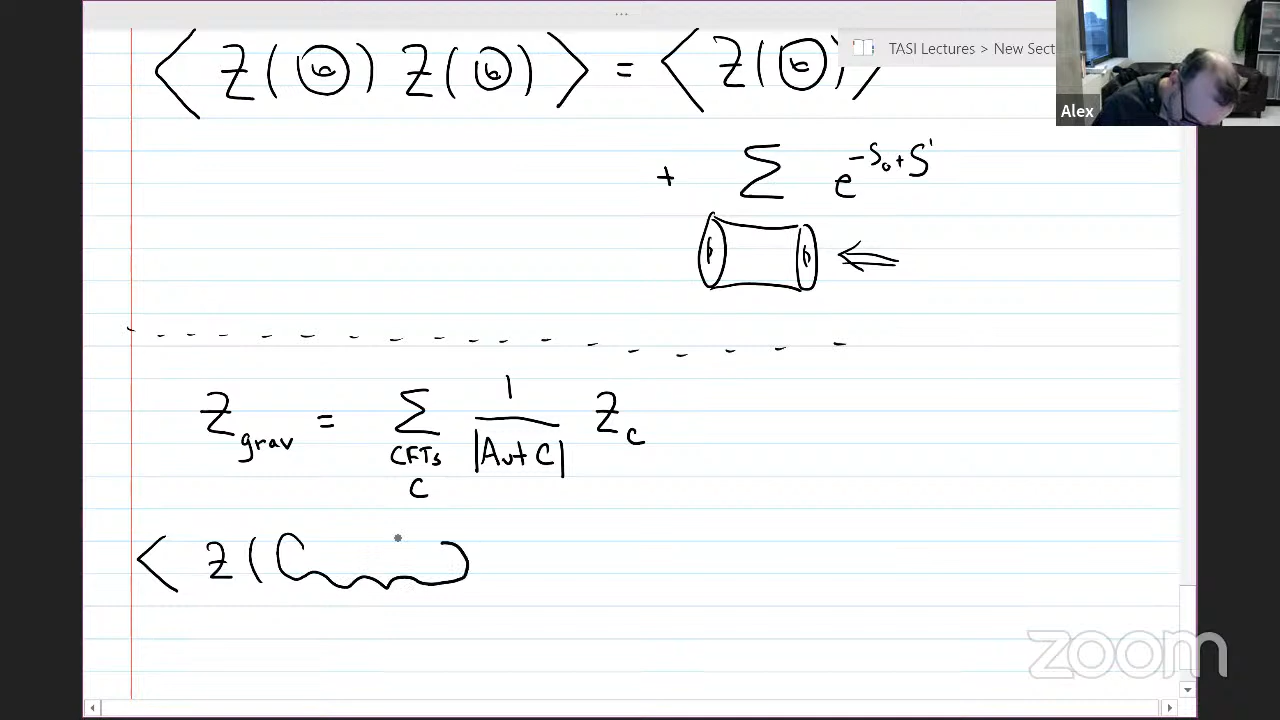 TASI Lectures > New Sect
Alex
⟨ Z( ) Z( ) ⟩ = ⟨ Z( ) ⟩
+ Σ e^{-S₀+S'}
Z_grav = Σ_{CFTs C} 1/|Aut C| Z_C
⟨ Z(
zoom